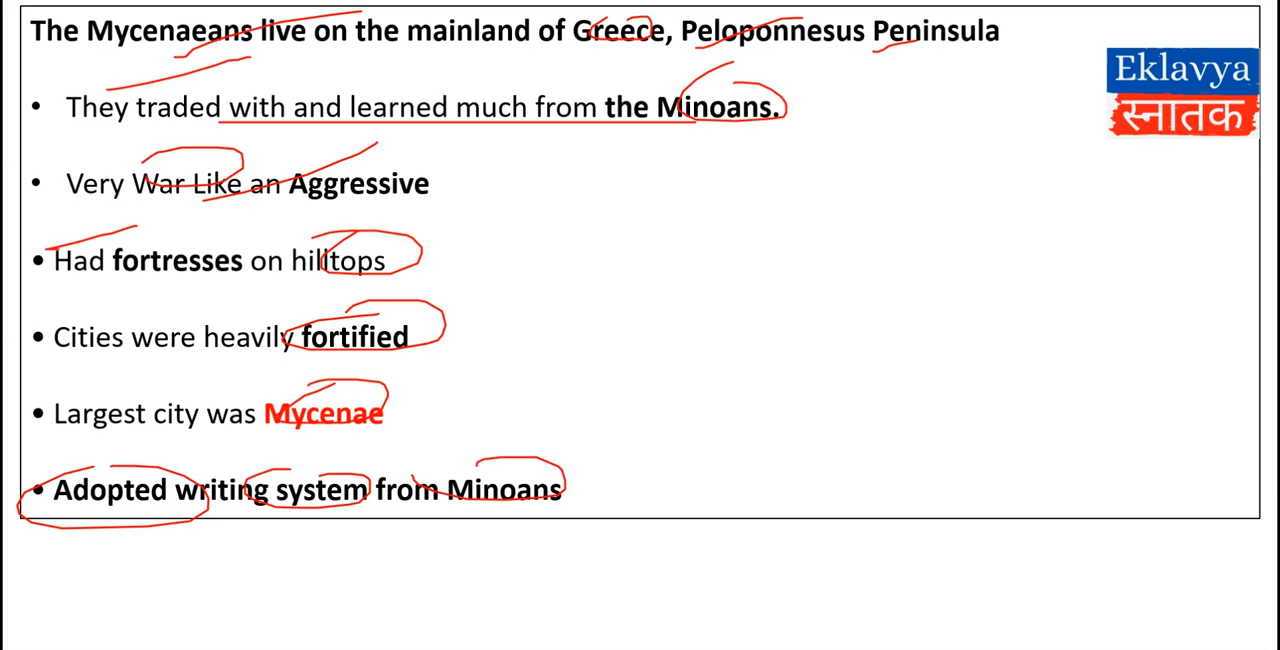 The Mycenaeans live on the mainland of Greece, Peloponnesus Peninsula
• They traded with and learned much from the Minoans.
• Very War Like an Aggressive
• Had fortresses on hilltops
• Cities were heavily fortified
• Largest city was Mycenae
• Adopted writing system from Minoans
Eklavya
स्नातक